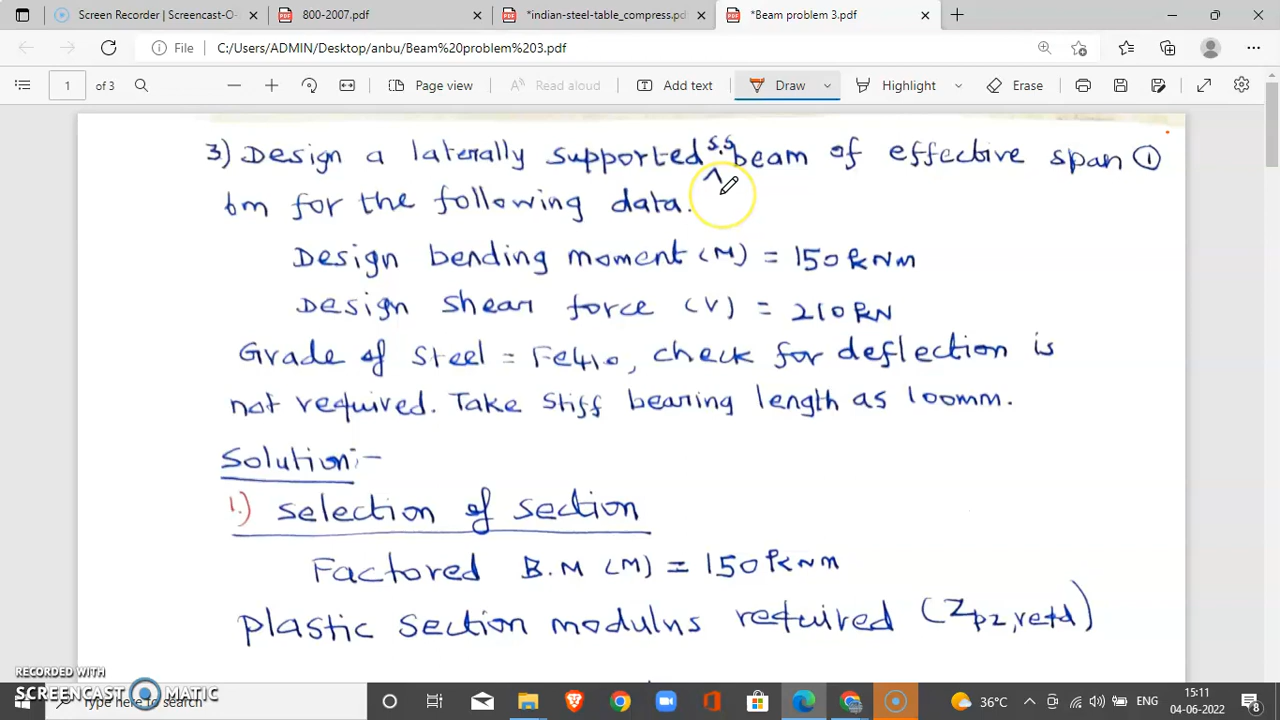 Screen Recorder | Screencast-O-
800-2007.pdf
*indian-steel-table_compress.pdf
*Beam problem 3.pdf
File
C:/Users/ADMIN/Desktop/anbu/Beam%20problem%203.pdf
1 of 3
Page view
Read aloud
Add text
Draw
Highlight
Erase
3) Design a laterally supported S.S beam of effective span ①
6m for the following data.
Design bending moment (M) = 150kNm
Design shear force (V) = 210kN
Grade of Steel = Fe410, check for deflection is
not required. Take Stiff bearing length as 100mm.
Solution:-
1.) selection of section
Factored B.M (M) = 150kNm
plastic section modulus required (Zpz,reqd)
RECORDED WITH
SCREENCAST MATIC
Type here to search
36°C
ENG
15:11
04-06-2022
8